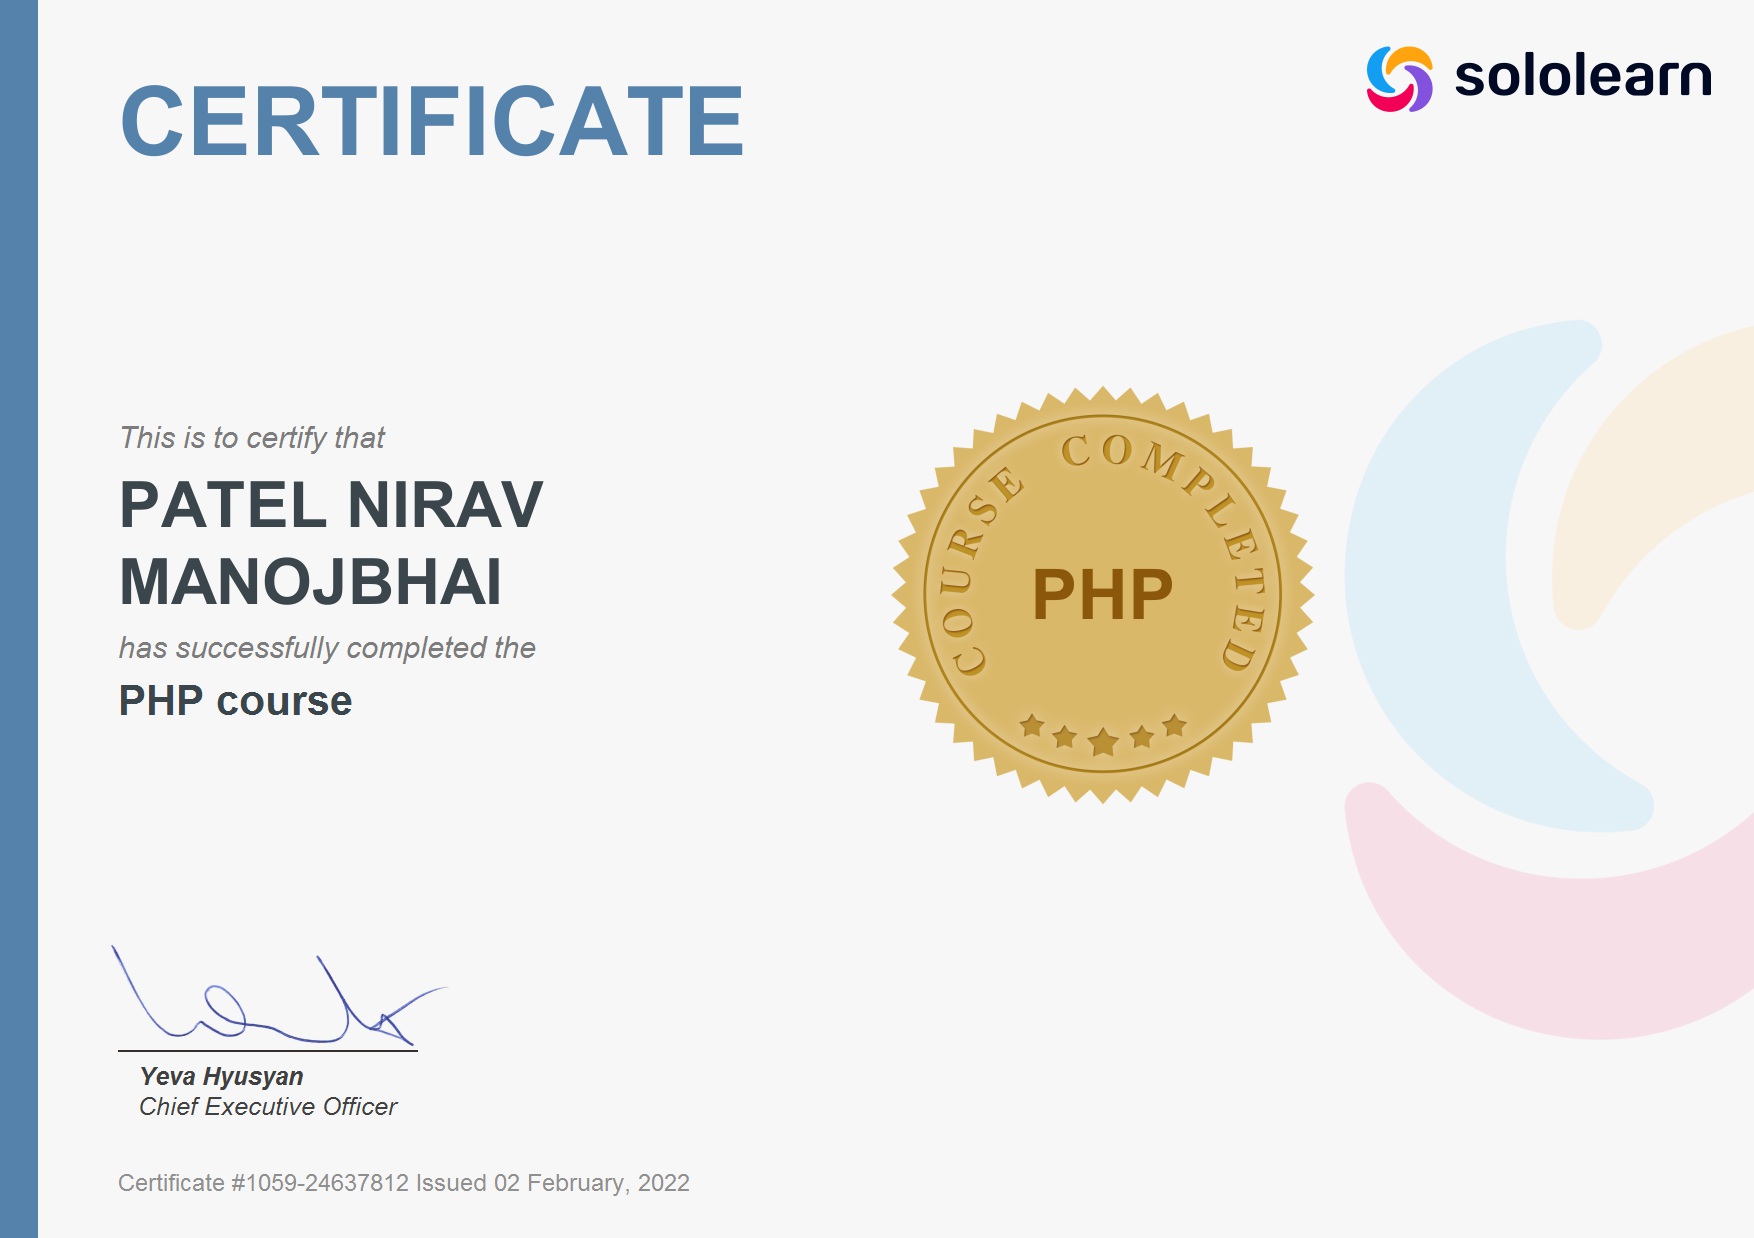 sololearn
CERTIFICATE
This is to certify that
PATEL NIRAV
MANOJBHAI
has successfully completed the
PHP course
COURSE COMPLETED
PHP
Yeva Hyusyan
Chief Executive Officer
Certificate #1059-24637812 Issued 02 February, 2022